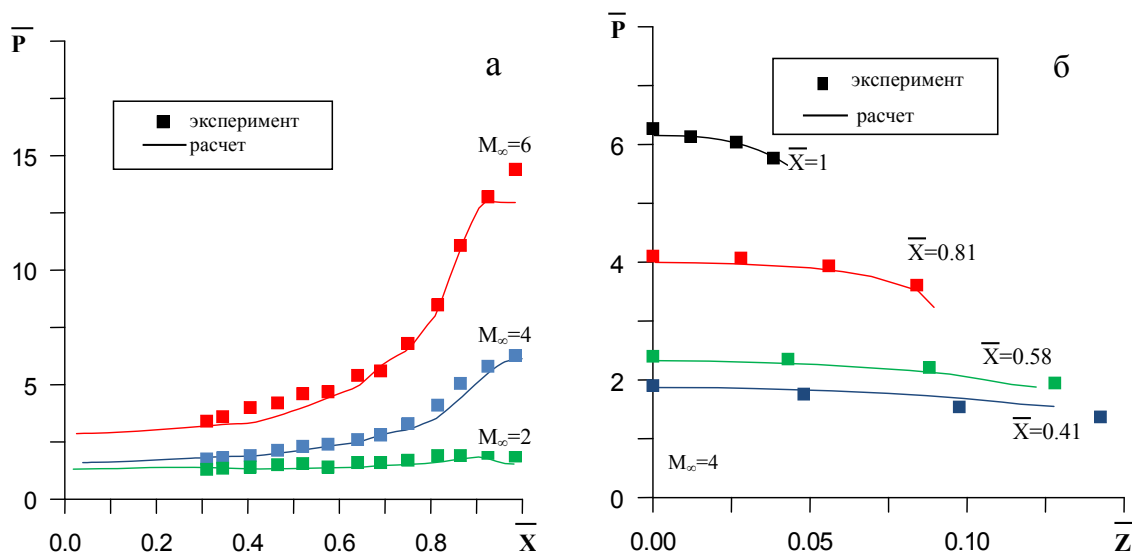 P̅
а
эксперимент
расчет
M∞=6
M∞=4
M∞=2
15
10
5
0
0.0 0.2 0.4 0.6 0.8 X̅
P̅
б
эксперимент
расчет
X̅=1
X̅=0.81
X̅=0.58
X̅=0.41
M∞=4
6
4
2
0
0.00 0.05 0.10 Z̅